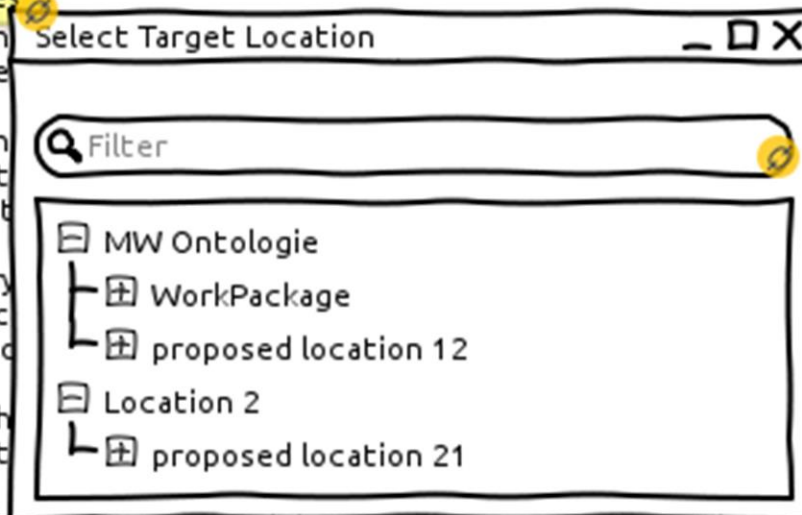 Select Target Location
Filter
MW Ontologie
WorkPackage
proposed location 12
Location 2
proposed location 21